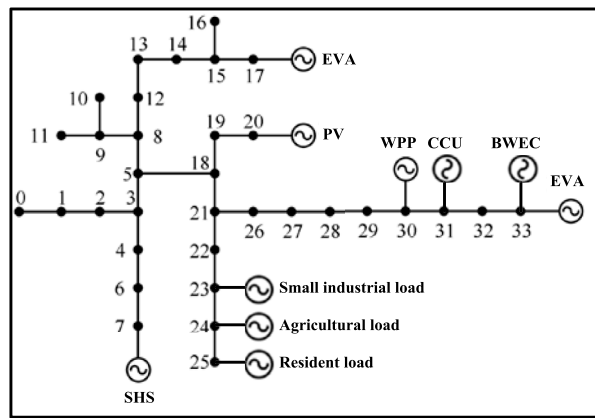 16
13 14
15 17 EVA
10
12
11 8
9
19 20 PV
WPP CCU BWEC
18
5
EVA
0 1 2 3
21
26 27 28 29 30 31 32 33
4
22
6
23 Small industrial load
7
24 Agricultural load
25 Resident load
SHS